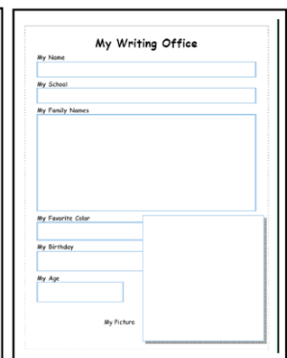 My Writing Office
My Name
My School
My Family Names
My Favorite Color
My Birthday
My Age
My Picture